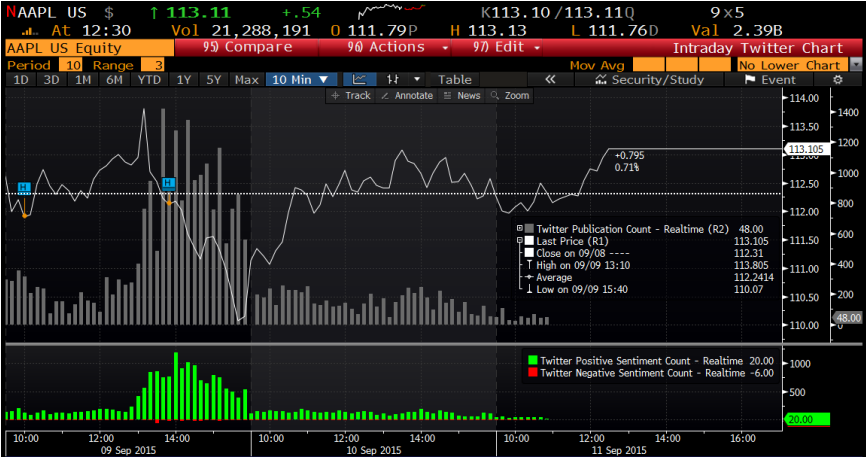 NAAPL US $ ↑ 113.11 +.54 K113.10 / 113.11Q 9x5
At 12:30 Vol 21,288,191 O 111.79P H 113.13 L 111.76D Val 2.39B
AAPL US Equity 95) Compare 96) Actions 97) Edit Intraday Twitter Chart
Period 10 Range 3 Mov Avg No Lower Chart
1D 3D 1M 6M YTD 1Y 5Y Max 10 Min ▼ Table « Security/Study Event
+ Track Annotate News Zoom
114.00
1400
113.50
1200
113.105
113.00
1000
112.50
800
112.00
600
111.50
400
111.00
200
110.50
48.00
0
110.00
H
H
+0.795
0.71%
Twitter Publication Count - Realtime (R2) 48.00
Last Price (R1) 113.105
Close on 09/08 ---- 112.31
High on 09/09 13:10 113.805
Average 112.2414
Low on 09/09 15:40 110.07
Twitter Positive Sentiment Count - Realtime 20.00
Twitter Negative Sentiment Count - Realtime -6.00
1000
500
20.00
10:00 12:00 14:00 10:00 12:00 14:00 10:00 12:00 14:00 16:00
09 Sep 2015 10 Sep 2015 11 Sep 2015